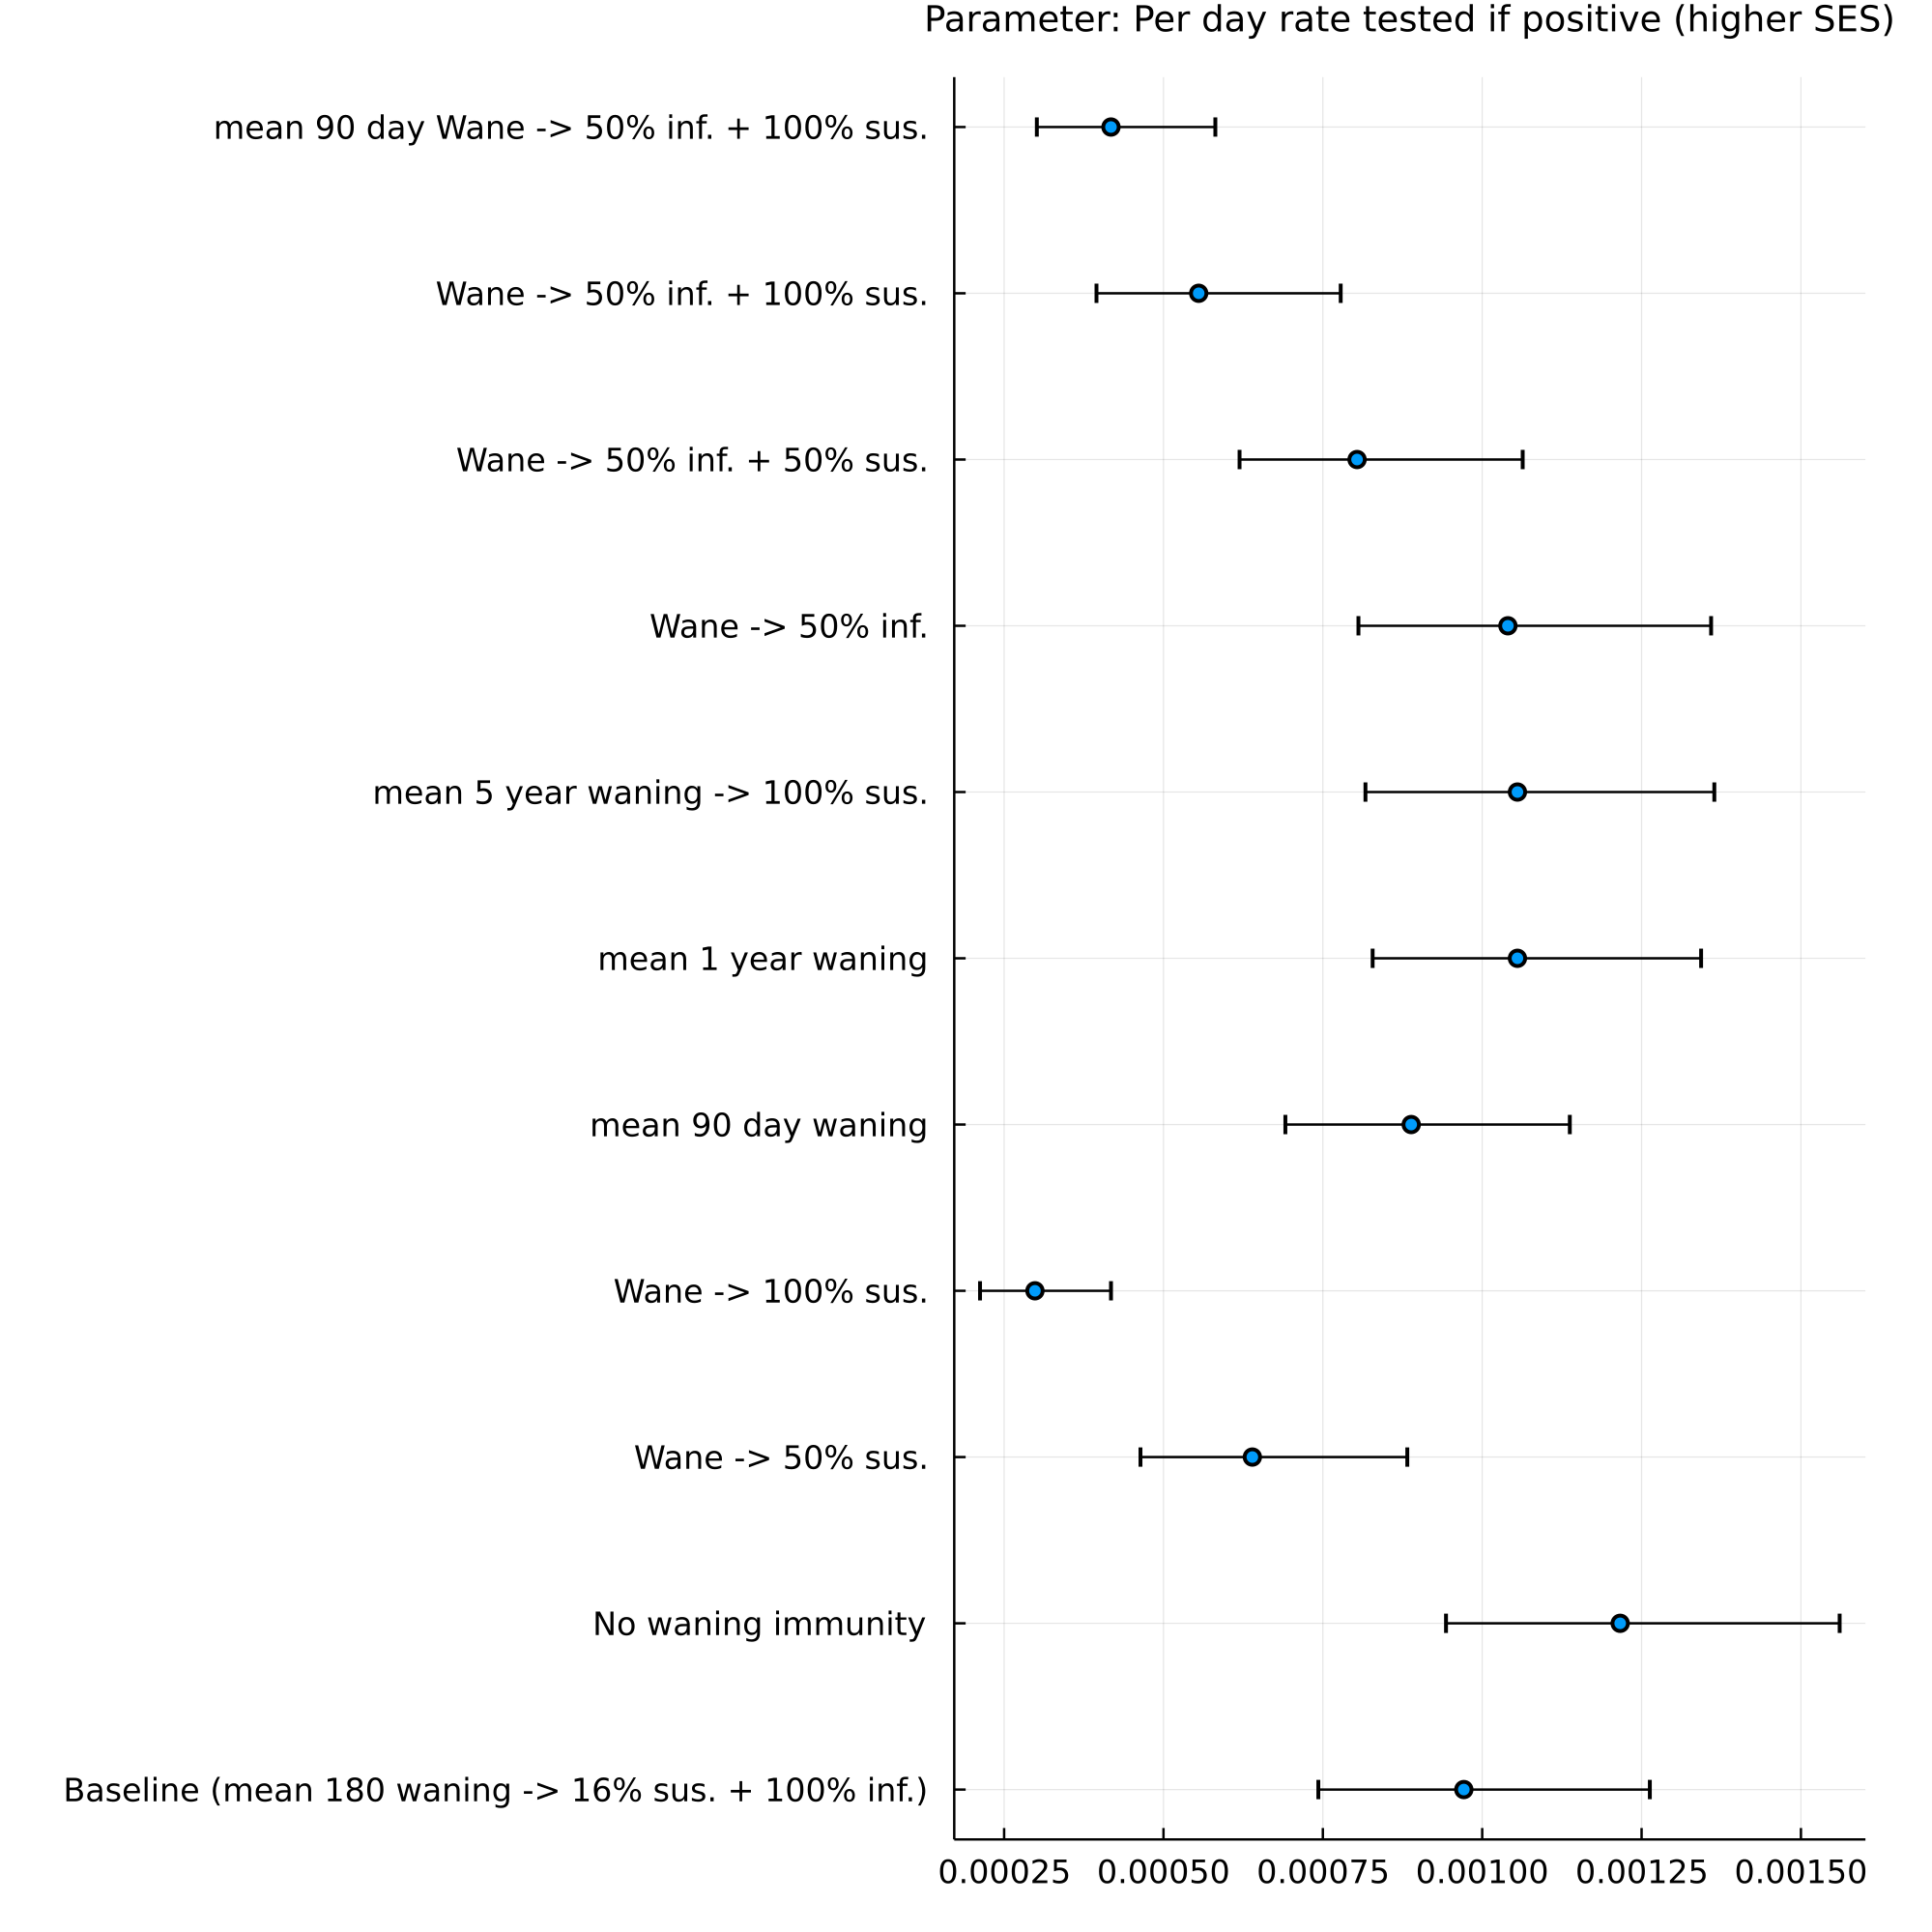 Parameter: Per day rate tested if positive (higher SES)
mean 90 day Wane -> 50% inf. + 100% sus.
Wane -> 50% inf. + 100% sus.
Wane -> 50% inf. + 50% sus.
Wane -> 50% inf.
mean 5 year waning -> 100% sus.
mean 1 year waning
mean 90 day waning
Wane -> 100% sus.
Wane -> 50% sus.
No waning immunity
Baseline (mean 180 waning -> 16% sus. + 100% inf.)
0.00025 0.00050 0.00075 0.00100 0.00125 0.00150